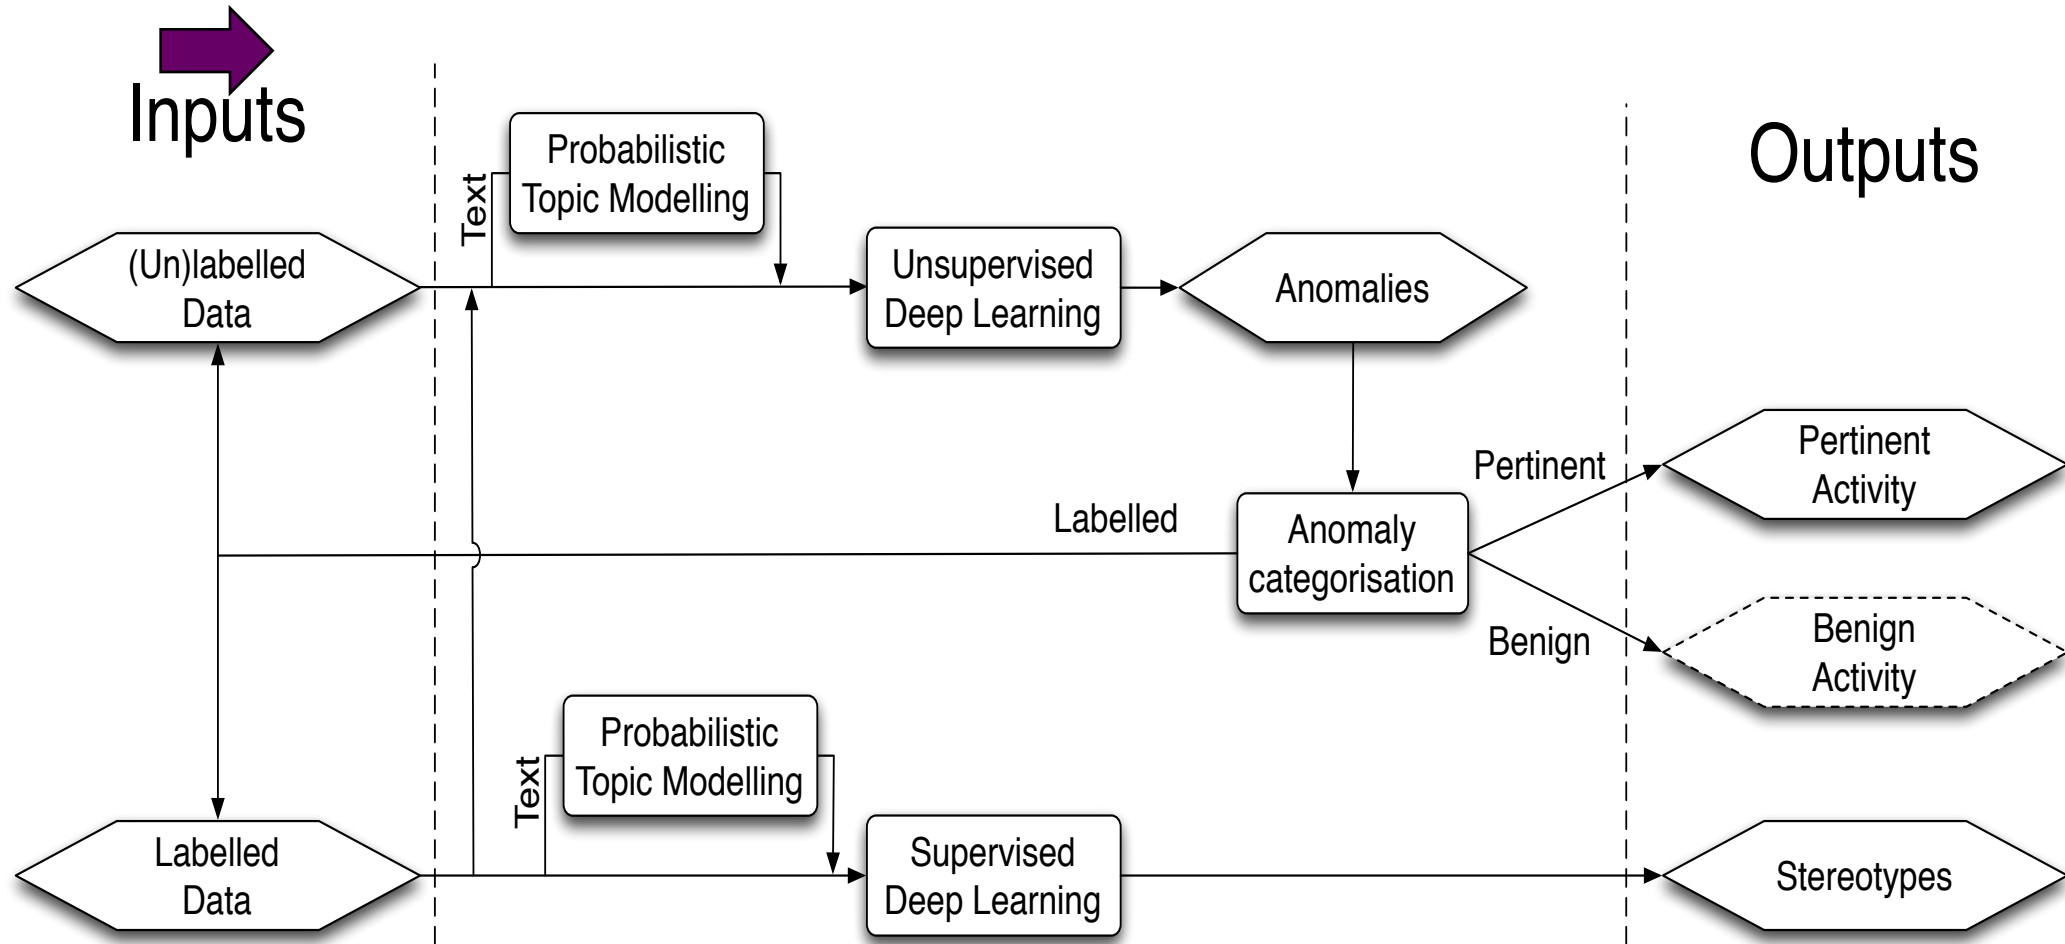 Inputs
Outputs
Text
Probabilistic
Topic Modelling
(Un)labelled
Data
Unsupervised
Deep Learning
Anomalies
Pertinent
Pertinent
Activity
Labelled
Anomaly
categorisation
Benign
Benign
Activity
Text
Probabilistic
Topic Modelling
Labelled
Data
Supervised
Deep Learning
Stereotypes